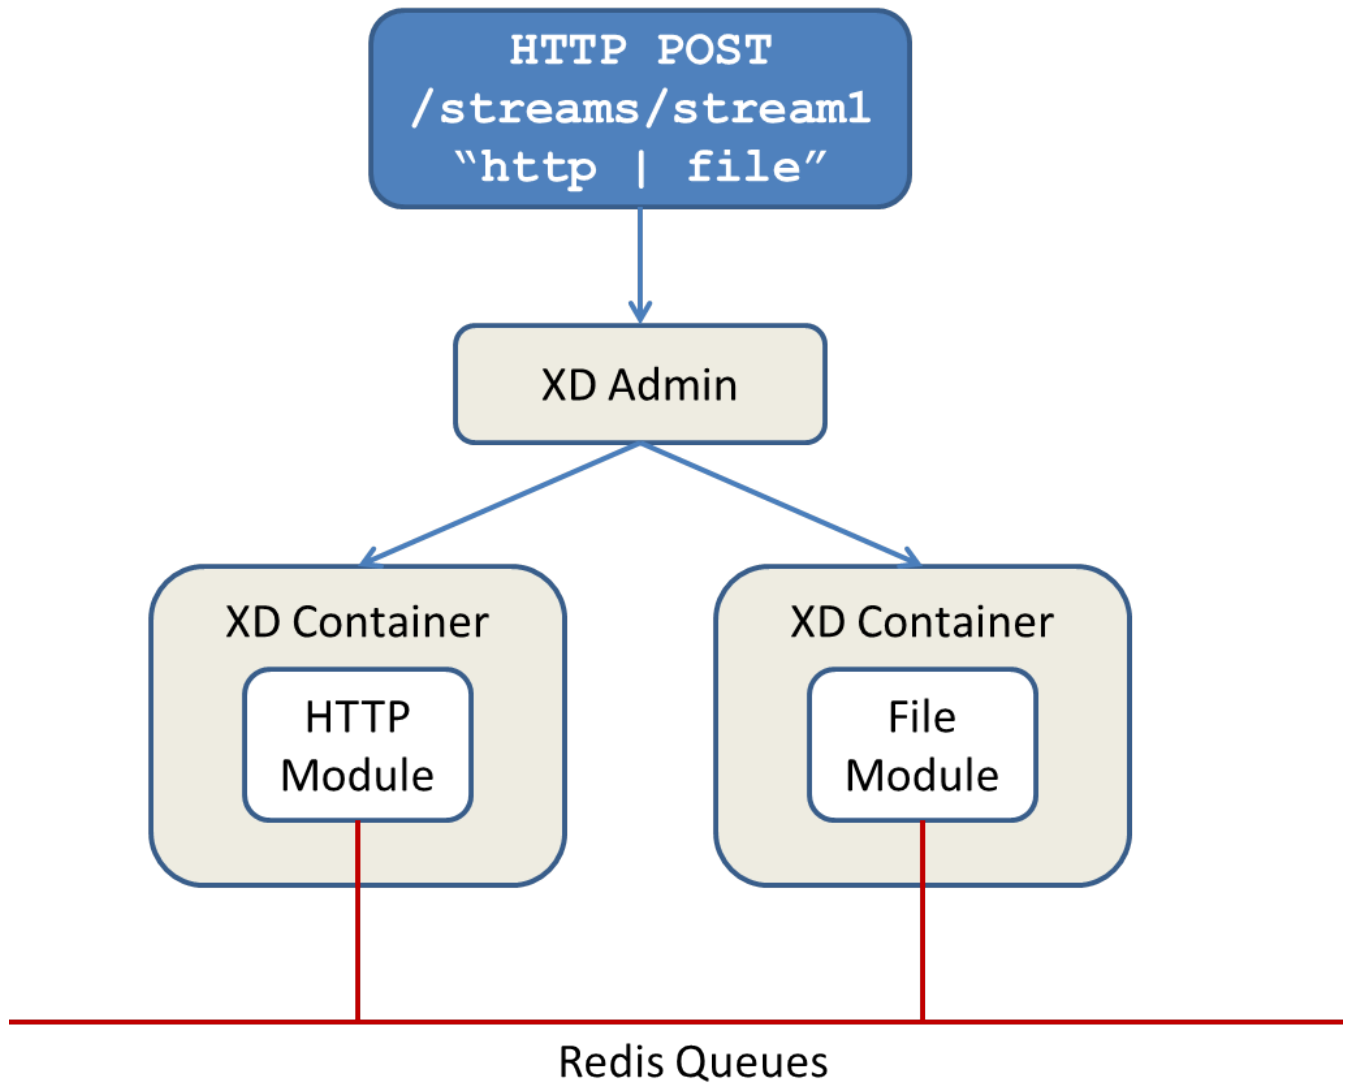 HTTP POST
/streams/stream1
“http | file”
XD Admin
XD Container
HTTP
Module
XD Container
File
Module
Redis Queues